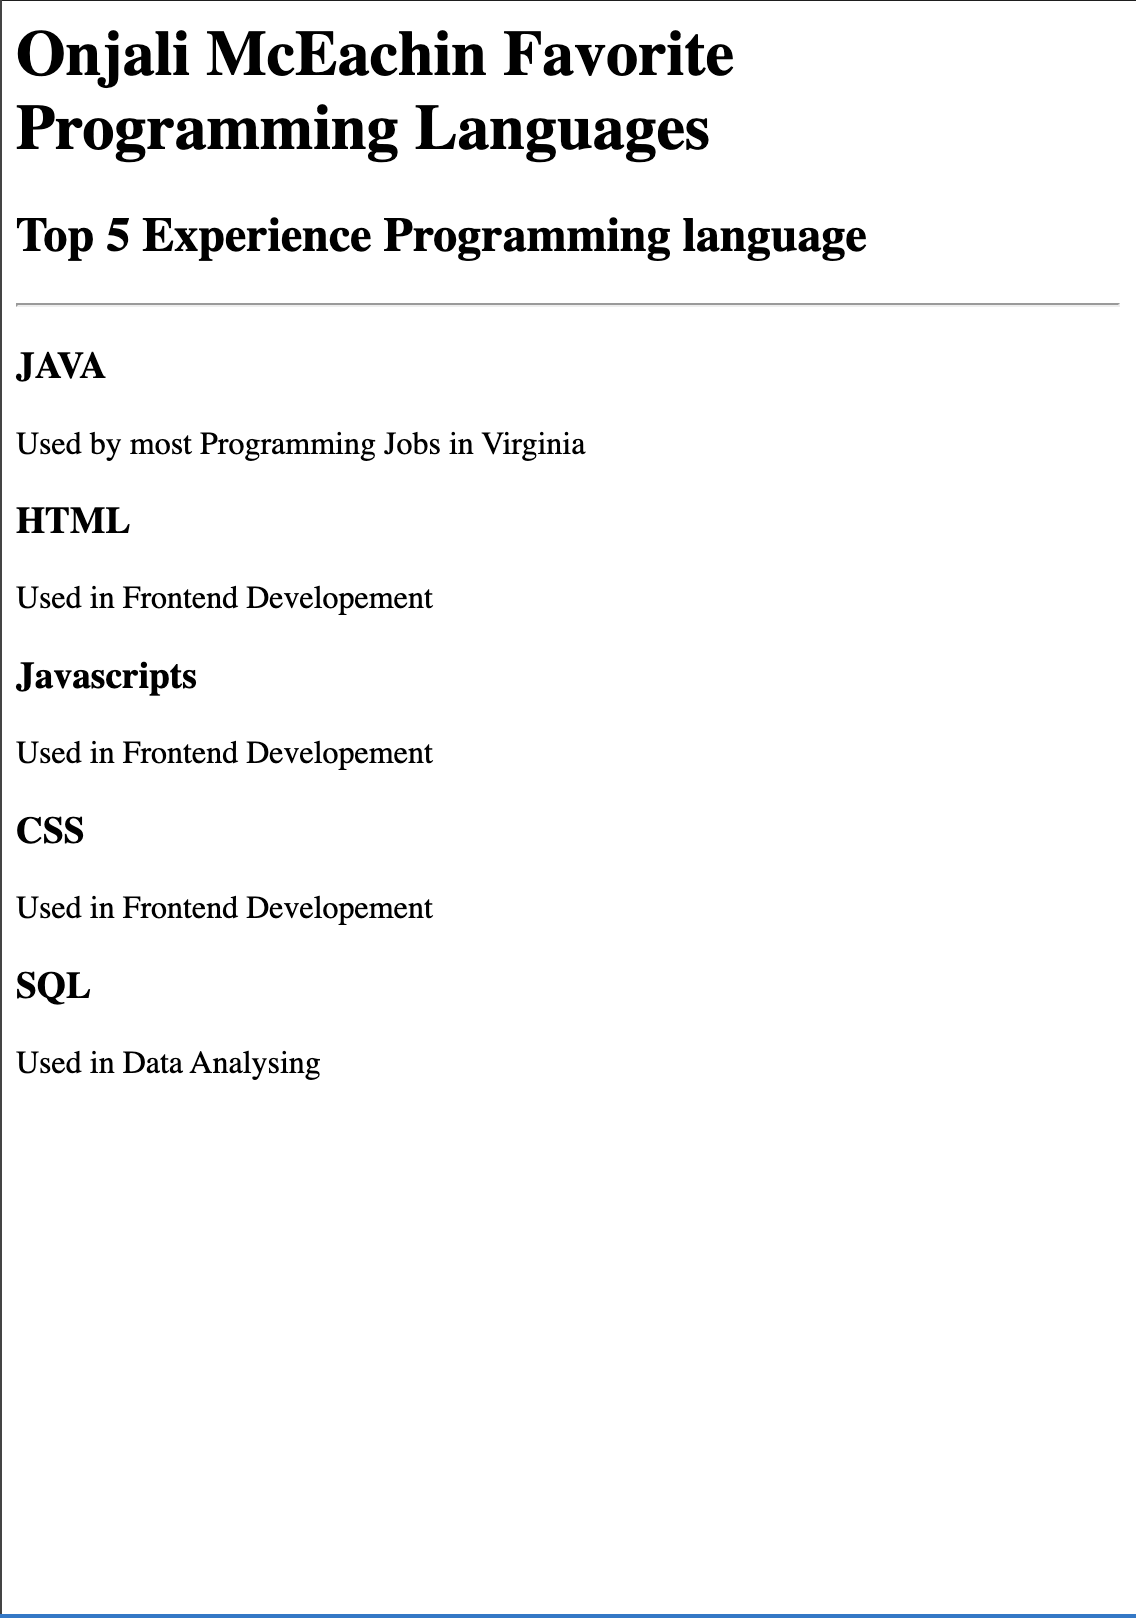 Onjali McEachin Favorite
Programming Languages
Top 5 Experience Programming language
JAVA
Used by most Programming Jobs in Virginia
HTML
Used in Frontend Developement
Javascripts
Used in Frontend Developement
CSS
Used in Frontend Developement
SQL
Used in Data Analysing